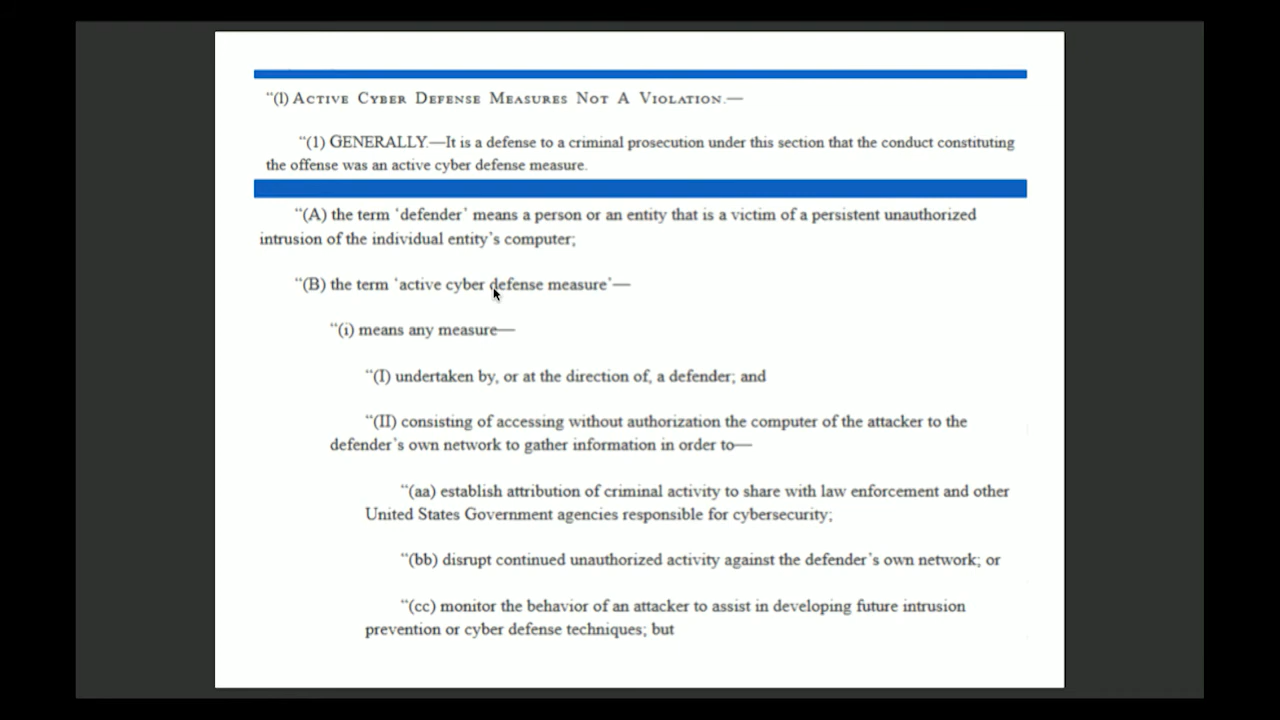 “(l) ACTIVE CYBER DEFENSE MEASURES NOT A VIOLATION.—
“(1) GENERALLY.—It is a defense to a criminal prosecution under this section that the conduct constituting
the offense was an active cyber defense measure.
“(A) the term ‘defender’ means a person or an entity that is a victim of a persistent unauthorized
intrusion of the individual entity’s computer;
“(B) the term ‘active cyber defense measure’—
“(i) means any measure—
“(I) undertaken by, or at the direction of, a defender; and
“(II) consisting of accessing without authorization the computer of the attacker to the
defender’s own network to gather information in order to—
“(aa) establish attribution of criminal activity to share with law enforcement and other
United States Government agencies responsible for cybersecurity;
“(bb) disrupt continued unauthorized activity against the defender’s own network; or
“(cc) monitor the behavior of an attacker to assist in developing future intrusion
prevention or cyber defense techniques; but